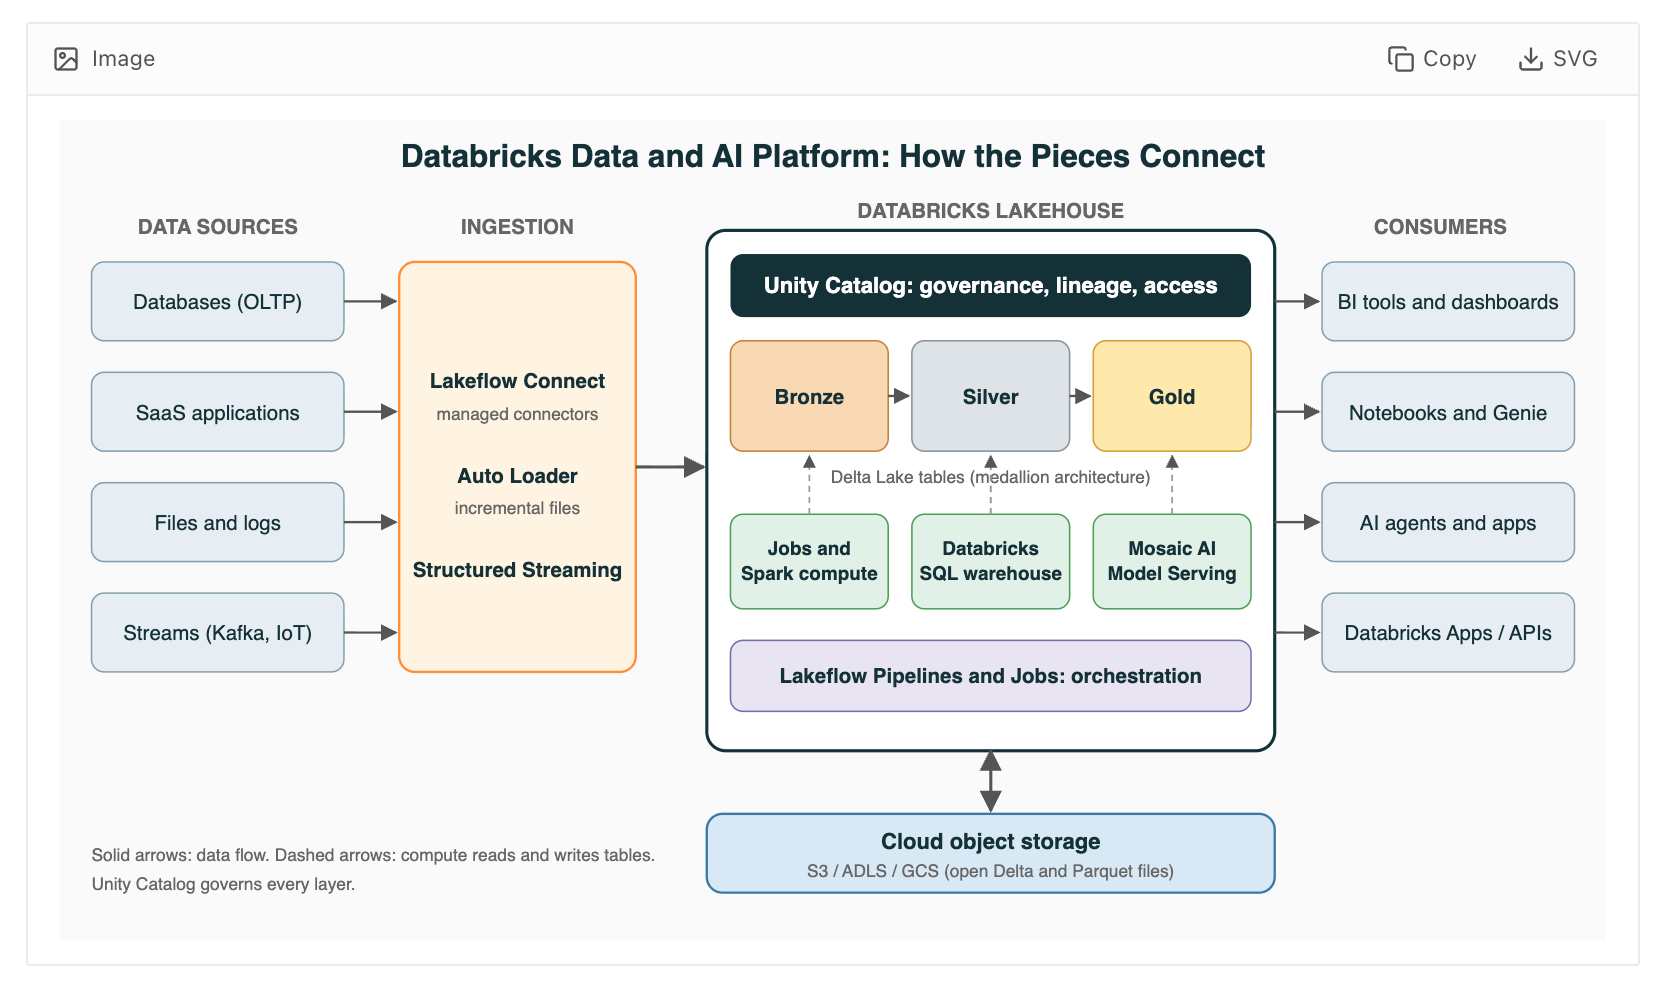 Image
Copy
SVG
Databricks Data and AI Platform: How the Pieces Connect
DATA SOURCES
Databases (OLTP)
SaaS applications
Files and logs
Streams (Kafka, IoT)
INGESTION
Lakeflow Connect
managed connectors
Auto Loader
incremental files
Structured Streaming
DATABRICKS LAKEHOUSE
Unity Catalog: governance, lineage, access
Bronze
Silver
Gold
Delta Lake tables (medallion architecture)
Jobs and
Spark compute
Databricks
SQL warehouse
Mosaic AI
Model Serving
Lakeflow Pipelines and Jobs: orchestration
CONSUMERS
BI tools and dashboards
Notebooks and Genie
AI agents and apps
Databricks Apps / APIs
Cloud object storage
S3 / ADLS / GCS (open Delta and Parquet files)
Solid arrows: data flow. Dashed arrows: compute reads and writes tables.
Unity Catalog governs every layer.